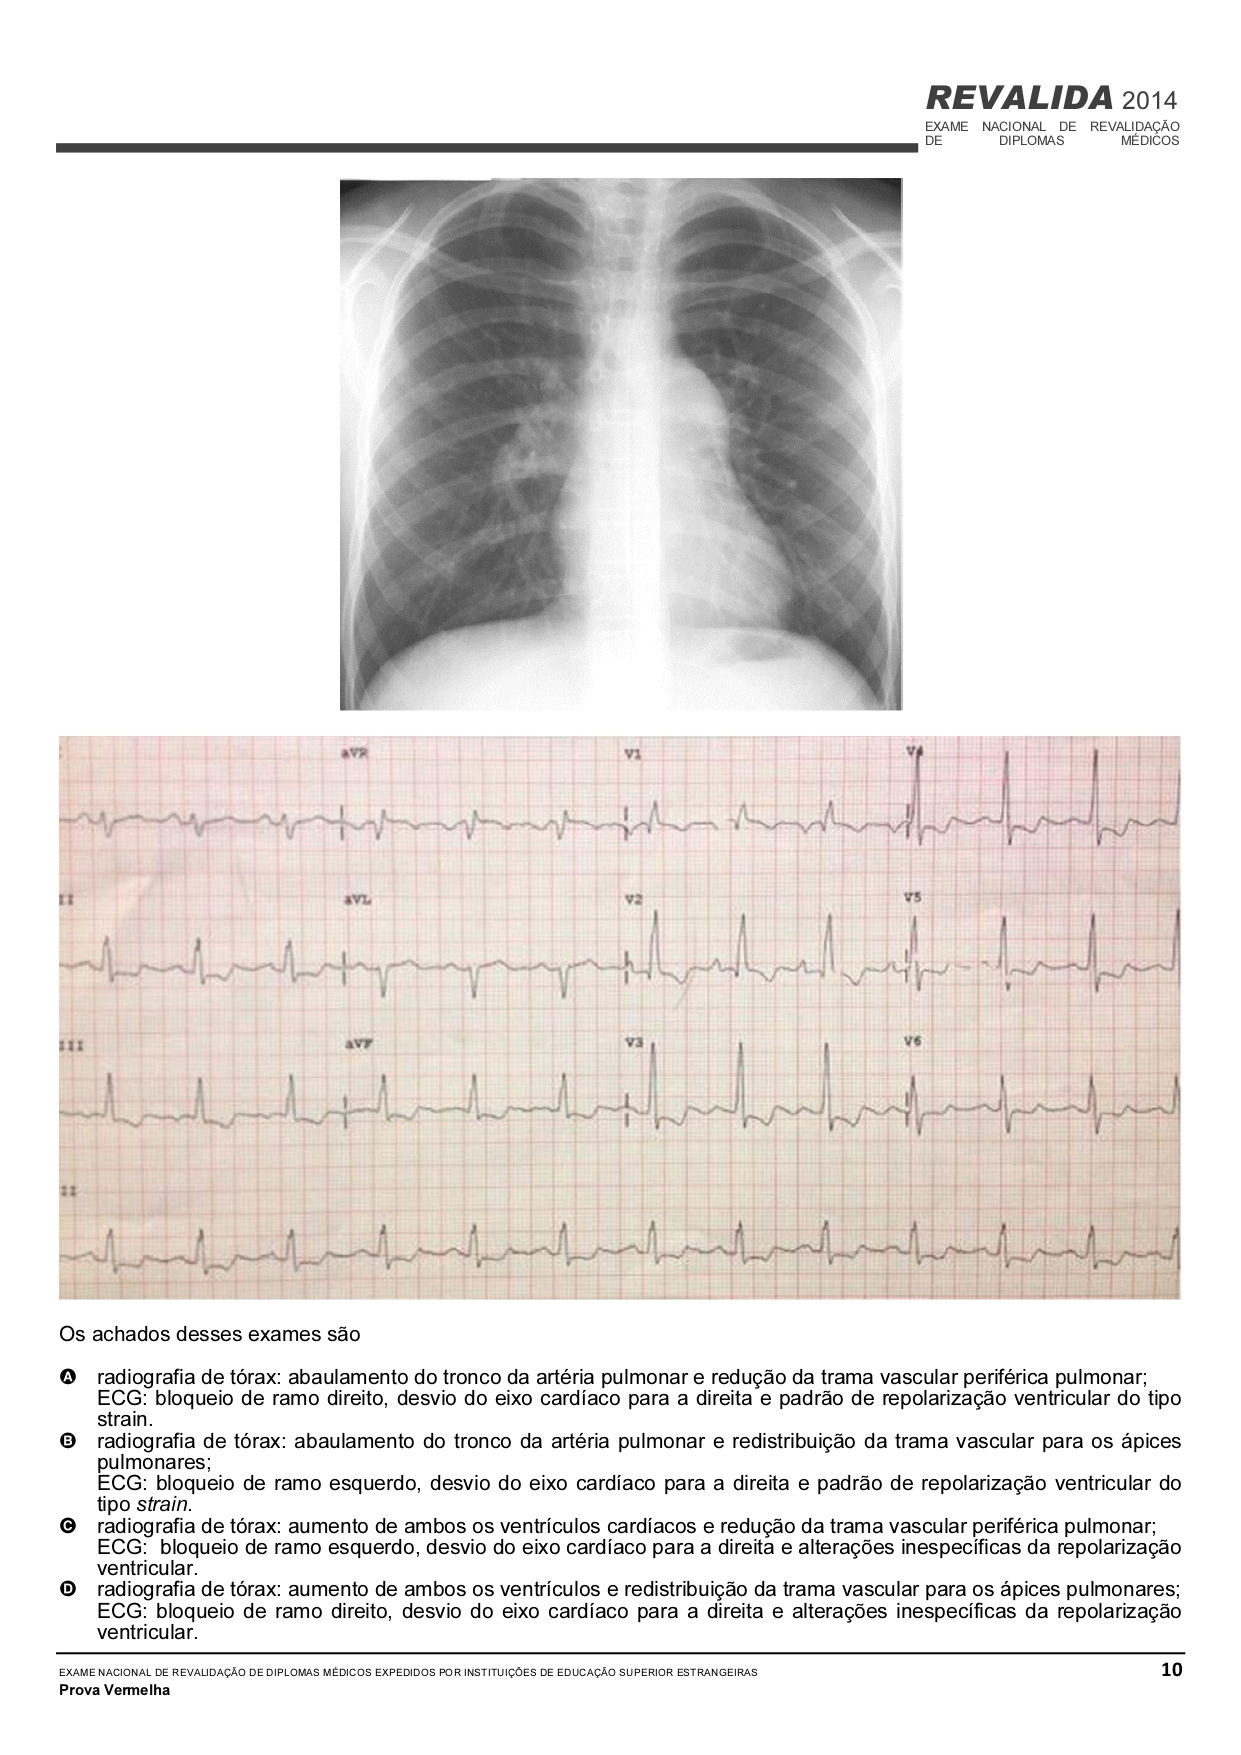 REVALIDA 2014
EXAME NACIONAL DE REVALIDAÇÃO
DE DIPLOMAS MÉDICOS
aVR V1 V4
II aVL V2 V5
III aVF V3 V6
II
Os achados desses exames são
A radiografia de tórax: abaulamento do tronco da artéria pulmonar e redução da trama vascular periférica pulmonar;
ECG: bloqueio de ramo direito, desvio do eixo cardíaco para a direita e padrão de repolarização ventricular do tipo
strain.
B radiografia de tórax: abaulamento do tronco da artéria pulmonar e redistribuição da trama vascular para os ápices
pulmonares;
ECG: bloqueio de ramo esquerdo, desvio do eixo cardíaco para a direita e padrão de repolarização ventricular do
tipo strain.
C radiografia de tórax: aumento de ambos os ventrículos cardíacos e redução da trama vascular periférica pulmonar;
ECG: bloqueio de ramo esquerdo, desvio do eixo cardíaco para a direita e alterações inespecíficas da repolarização
ventricular.
D radiografia de tórax: aumento de ambos os ventrículos e redistribuição da trama vascular para os ápices pulmonares;
ECG: bloqueio de ramo direito, desvio do eixo cardíaco para a direita e alterações inespecíficas da repolarização
ventricular.
EXAME NACIONAL DE REVALIDAÇÃO DE DIPLOMAS MÉDICOS EXPEDIDOS POR INSTITUIÇÕES DE EDUCAÇÃO SUPERIOR ESTRANGEIRAS 10
Prova Vermelha